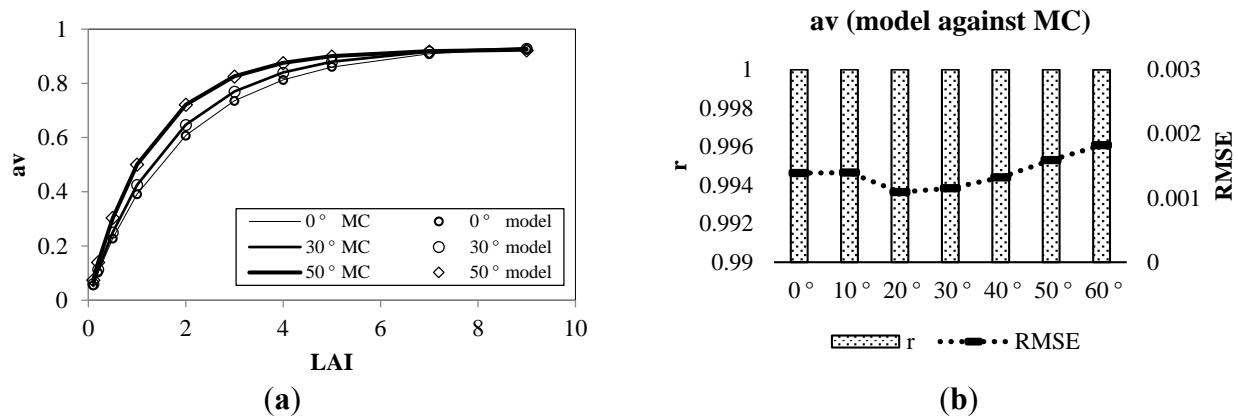 1
0.8
0.6
0.4
0.2
0
av
0 2 4 6 8 10
LAI
0° MC 0° model
30° MC 30° model
50° MC 50° model
(a)
av (model against MC)
1
0.998
0.996
0.994
0.992
0.99
r
0.003
0.002
0.001
0
RMSE
0° 10° 20° 30° 40° 50° 60°
r RMSE
(b)